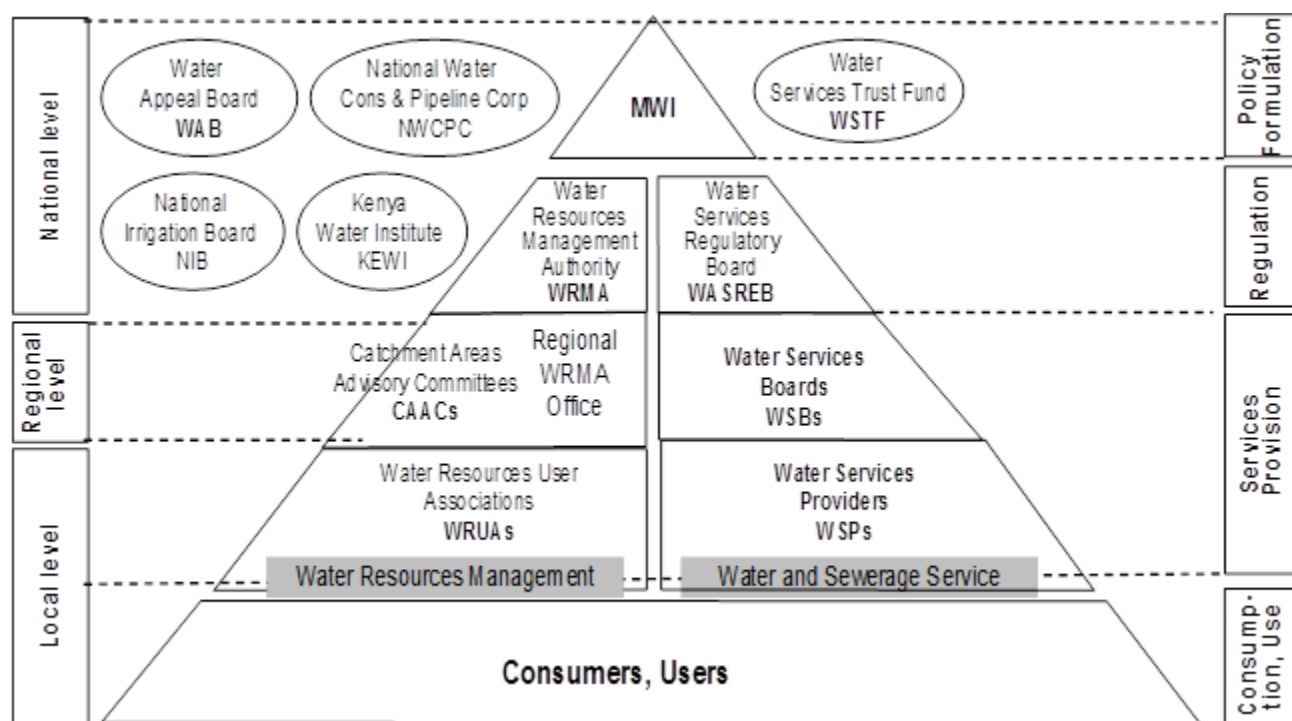 National level
Regional
level
Local level
Water
Appeal Board
WAB
National Water
Cons & Pipeline Corp
NWCPC
National
Irrigation Board
NIB
Kenya
Water Institute
KEWI
MWI
Water
Services Trust Fund
WSTF
Water
Resources
Management
Authority
WRMA
Water
Services
Regulatory
Board
WASREB
Catchment Areas
Advisory Committees
CAACs
Regional
WRMA
Office
Water Services
Boards
WSBs
Water Resources User
Associations
WRUAs
Water Services
Providers
WSPs
Water Resources Management
Water and Sewerage Service
Consumers, Users
Policy
Formulation
Regulation
Services
Provision
Consump-
tion, Use